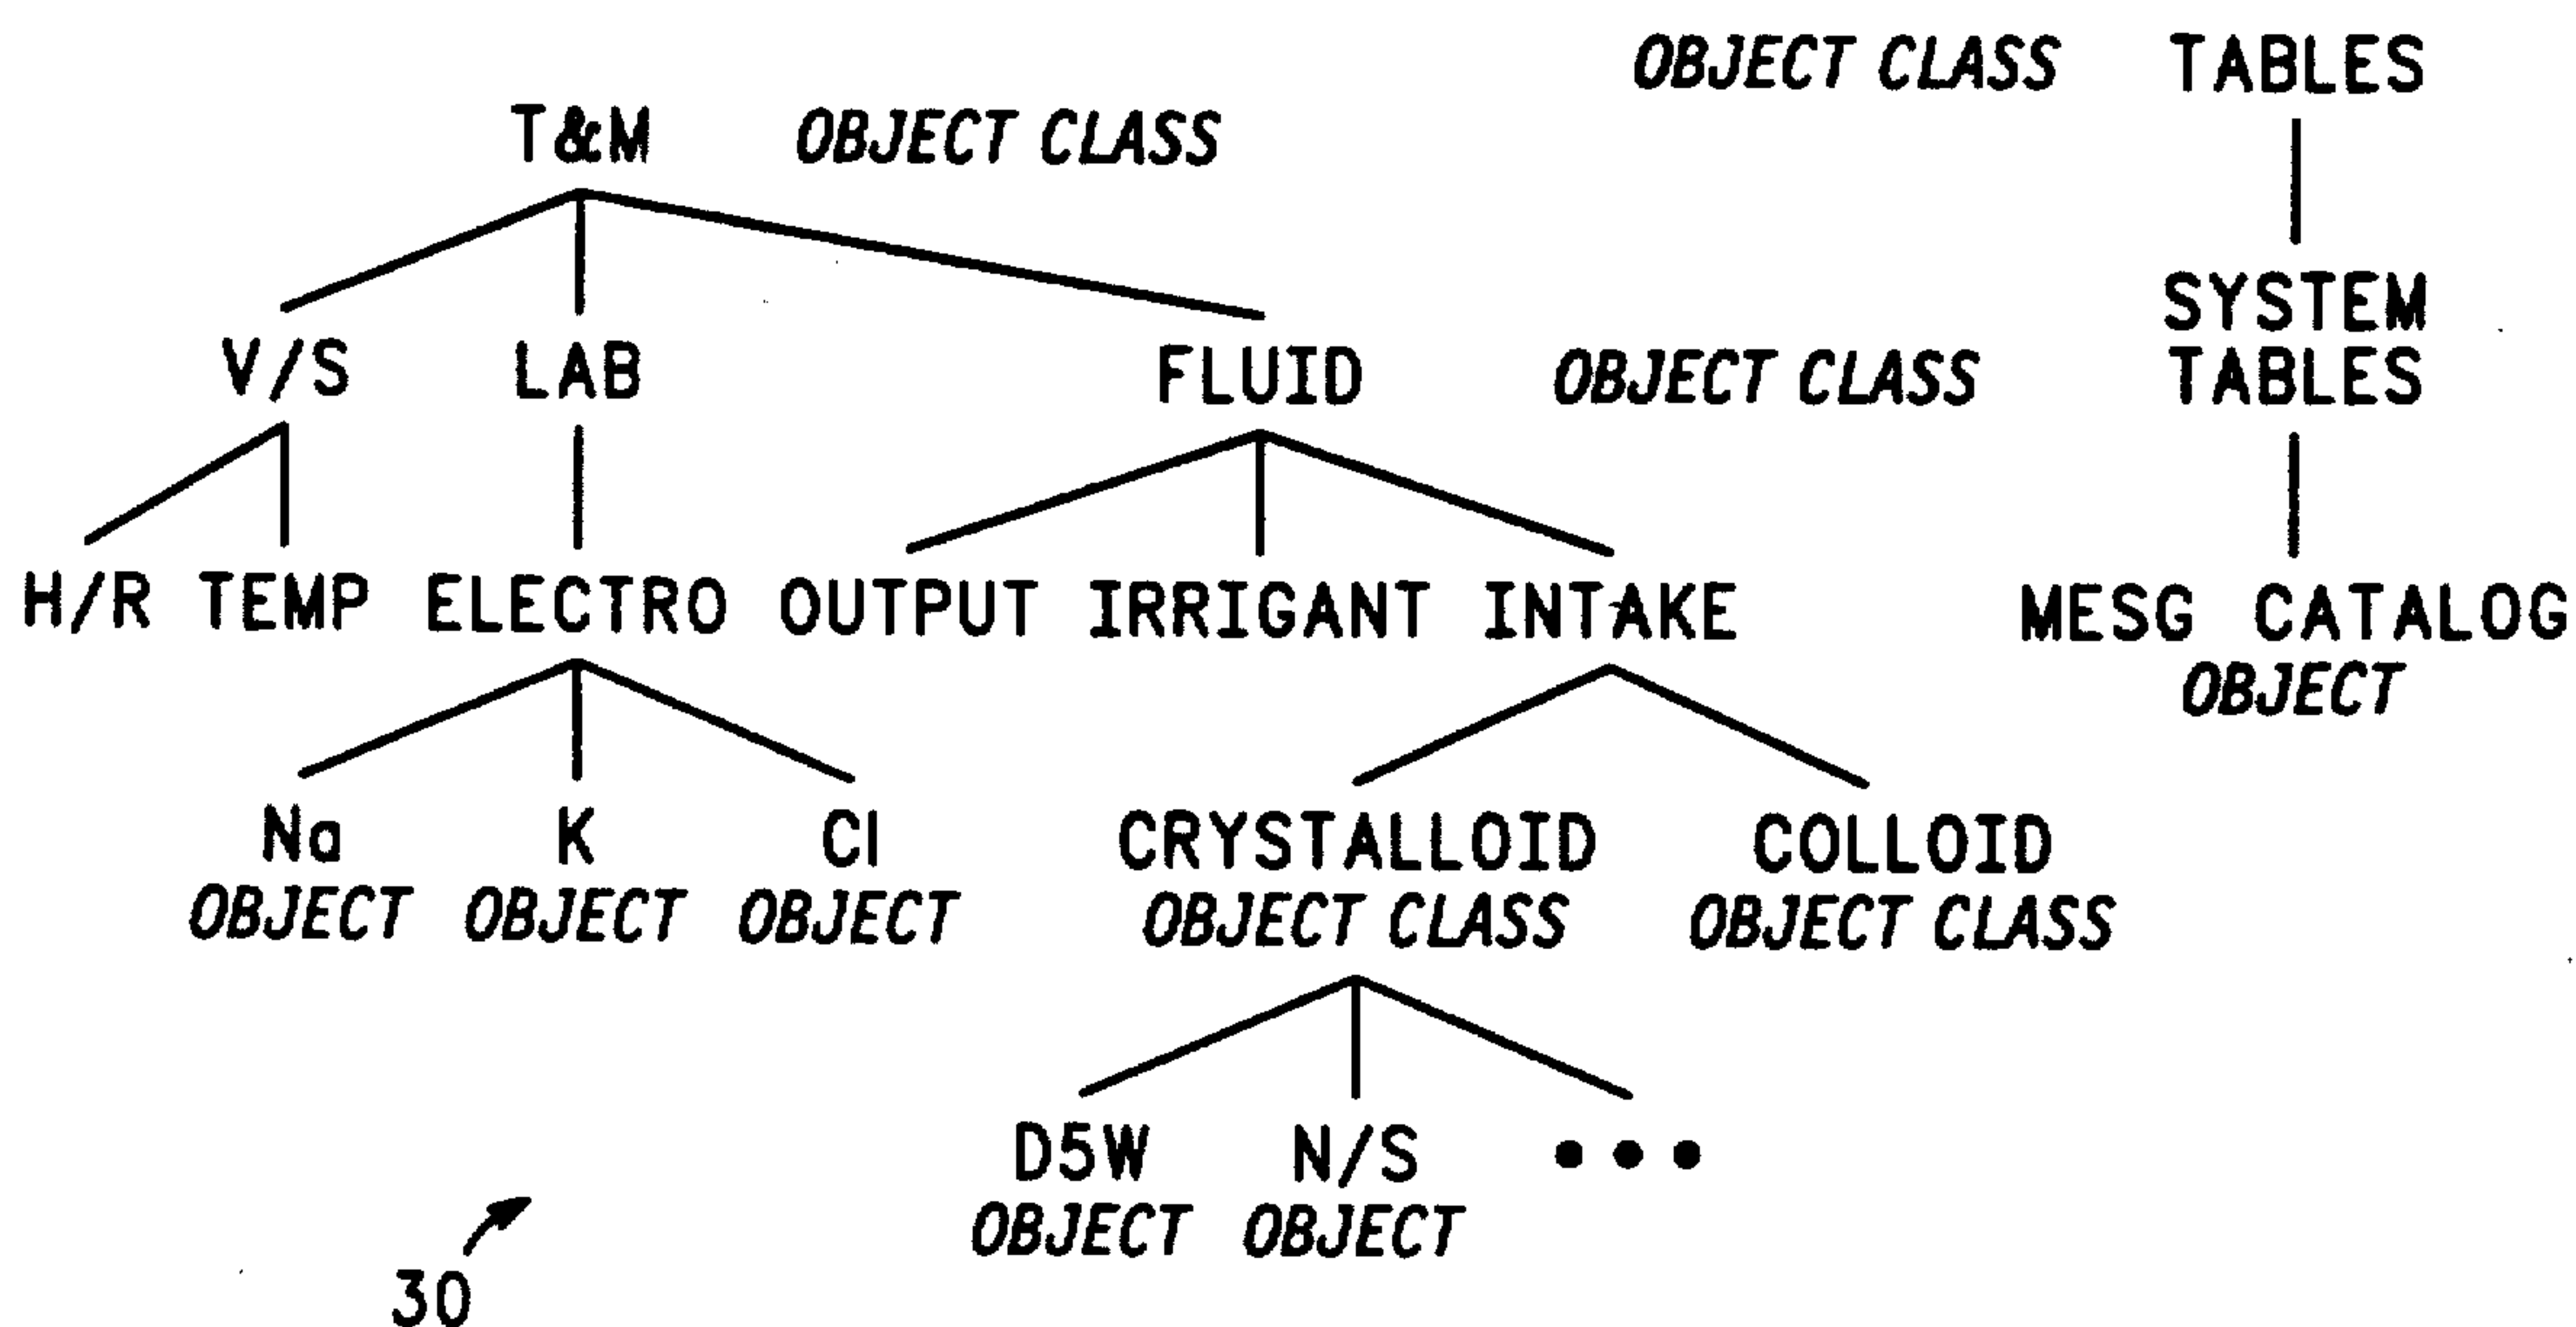 OBJECT CLASS TABLES
T&M OBJECT CLASS
SYSTEM
V/S LAB FLUID OBJECT CLASS TABLES
H/R TEMP ELECTRO OUTPUT IRRIGANT INTAKE MESG CATALOG
OBJECT
Na K Cl CRYSTALLOID COLLOID
OBJECT OBJECT OBJECT OBJECT CLASS OBJECT CLASS
D5W N/S •••
OBJECT OBJECT
30